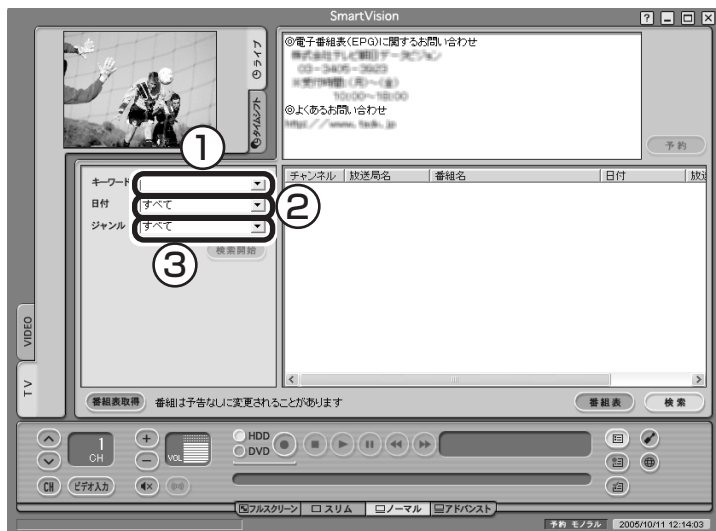 SmartVision
ライブ
タイムシフト
◎電子番組表(EPG)に関するお問い合わせ
◎よくあるお問い合わせ
予約
①
キーワード
日付 すべて
②
ジャンル すべて
③
検索開始
チャンネル 放送局名 番組名 日付 放送
VIDEO
TV
番組表取得 番組は予告なしに変更されることがあります
番組表 検索
1
CH
VOL
HDD
DVD
CH ビデオ入力
フルスクリーン スリム ノーマル アドバンスト
予約 モノラル 2005/10/11 12:14:03